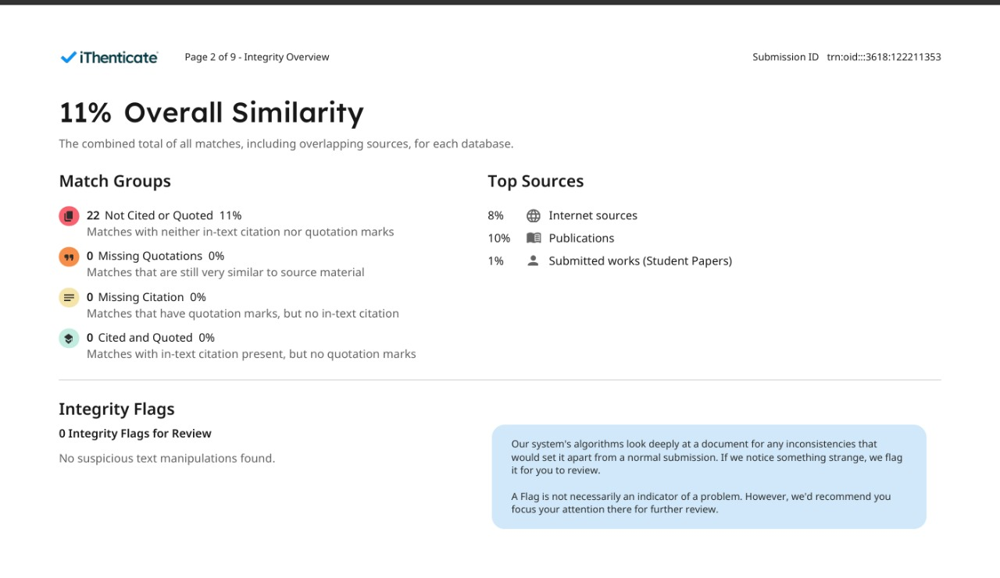 iThenticate Page 2 of 9 - Integrity Overview Submission ID trn:oid:::3618:122211353
11% Overall Similarity
The combined total of all matches, including overlapping sources, for each database.
Match Groups
22 Not Cited or Quoted 11%
Matches with neither in-text citation nor quotation marks
0 Missing Quotations 0%
Matches that are still very similar to source material
0 Missing Citation 0%
Matches that have quotation marks, but no in-text citation
0 Cited and Quoted 0%
Matches with in-text citation present, but no quotation marks
Top Sources
8% Internet sources
10% Publications
1% Submitted works (Student Papers)
Integrity Flags
0 Integrity Flags for Review
No suspicious text manipulations found.
Our system's algorithms look deeply at a document for any inconsistencies that
would set it apart from a normal submission. If we notice something strange, we flag
it for you to review.
A Flag is not necessarily an indicator of a problem. However, we'd recommend you
focus your attention there for further review.